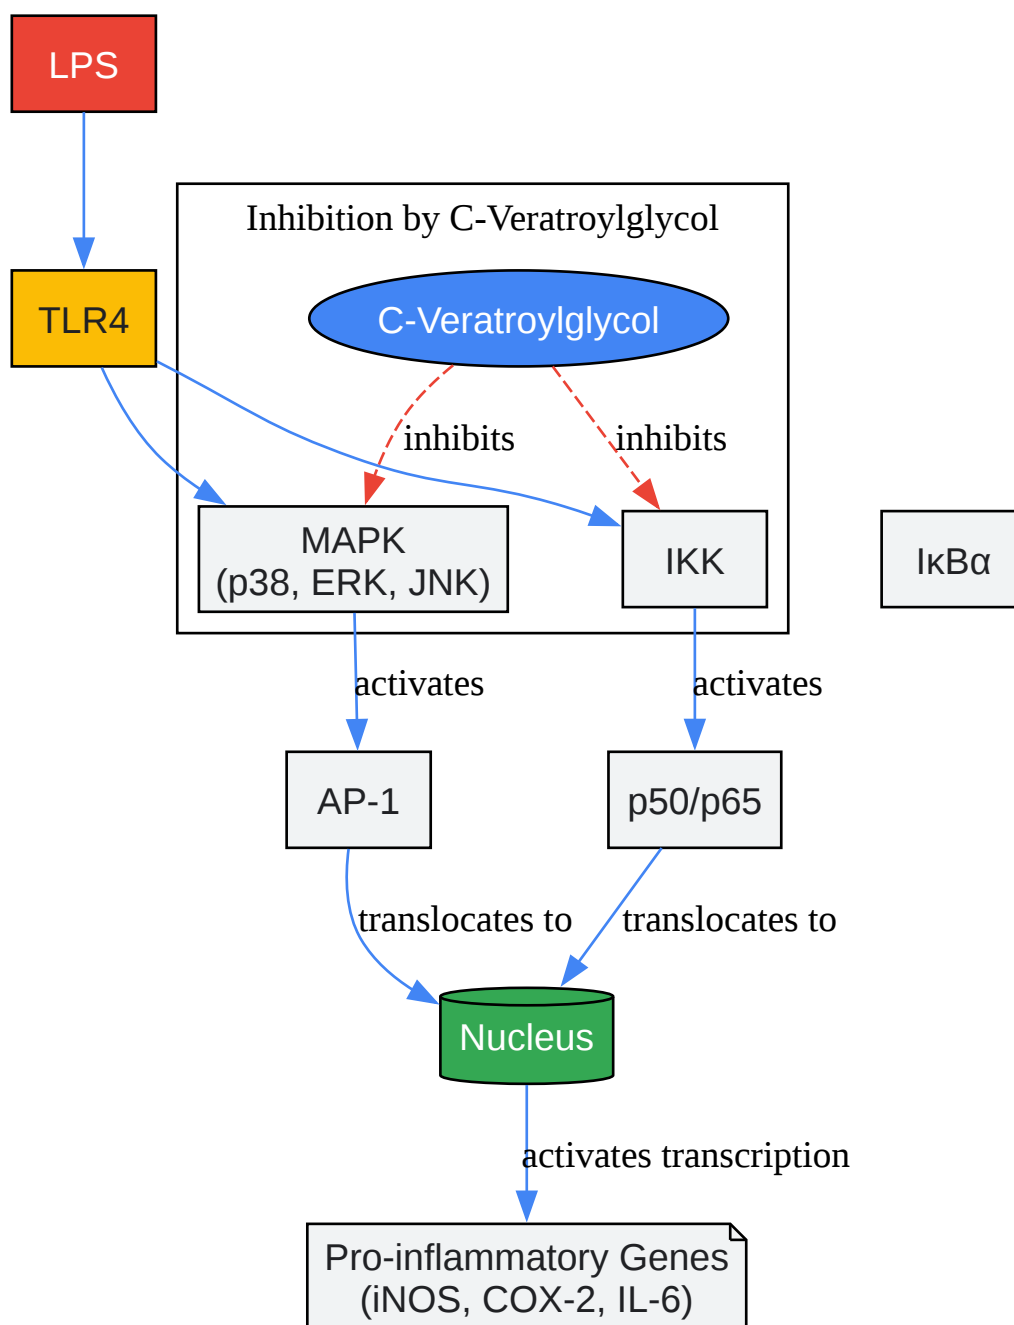 LPS
Inhibition by C-Veratroylglycol
TLR4
C-Veratroylglycol
inhibits
inhibits
MAPK
(p38, ERK, JNK)
IKK
IκBα
activates
activates
AP-1
p50/p65
translocates to
translocates to
Nucleus
activates transcription
Pro-inflammatory Genes
(iNOS, COX-2, IL-6)